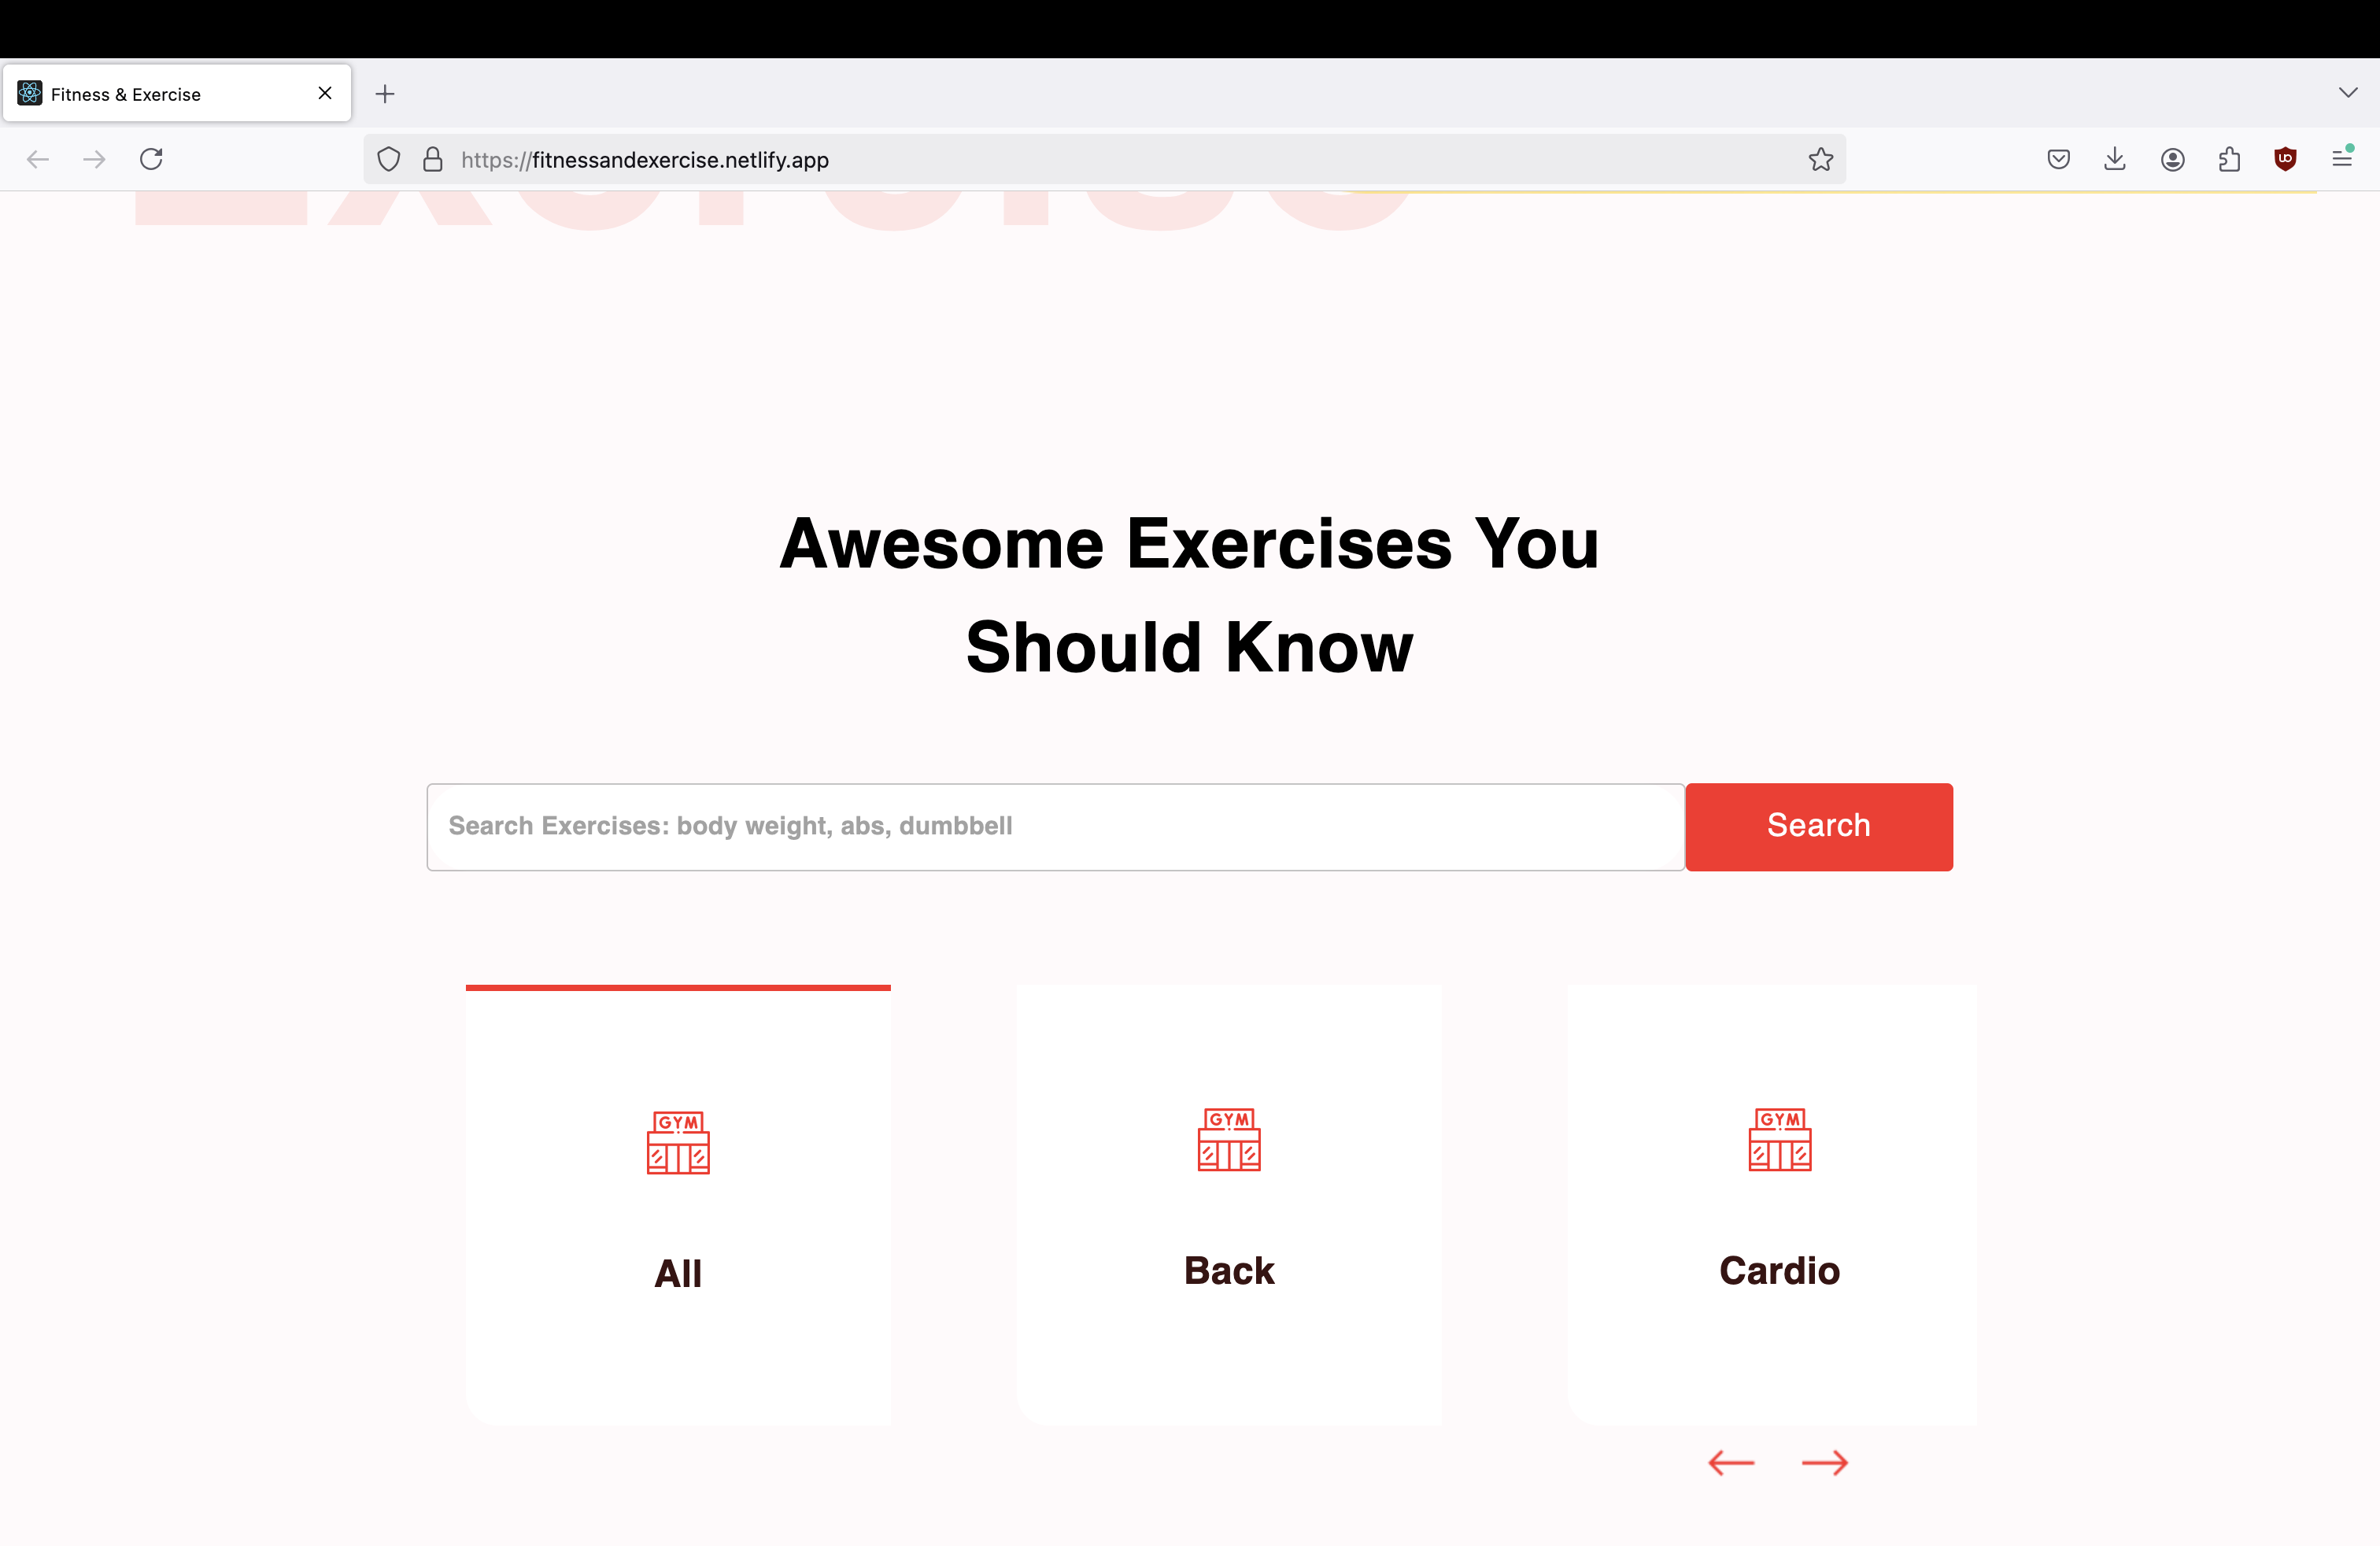 Fitness & Exercise
https://fitnessandexercise.netlify.app
Exercise
Awesome Exercises You
Should Know
Search Exercises: body weight, abs, dumbbell
Search
GYM
GYM
GYM
All
Back
Cardio